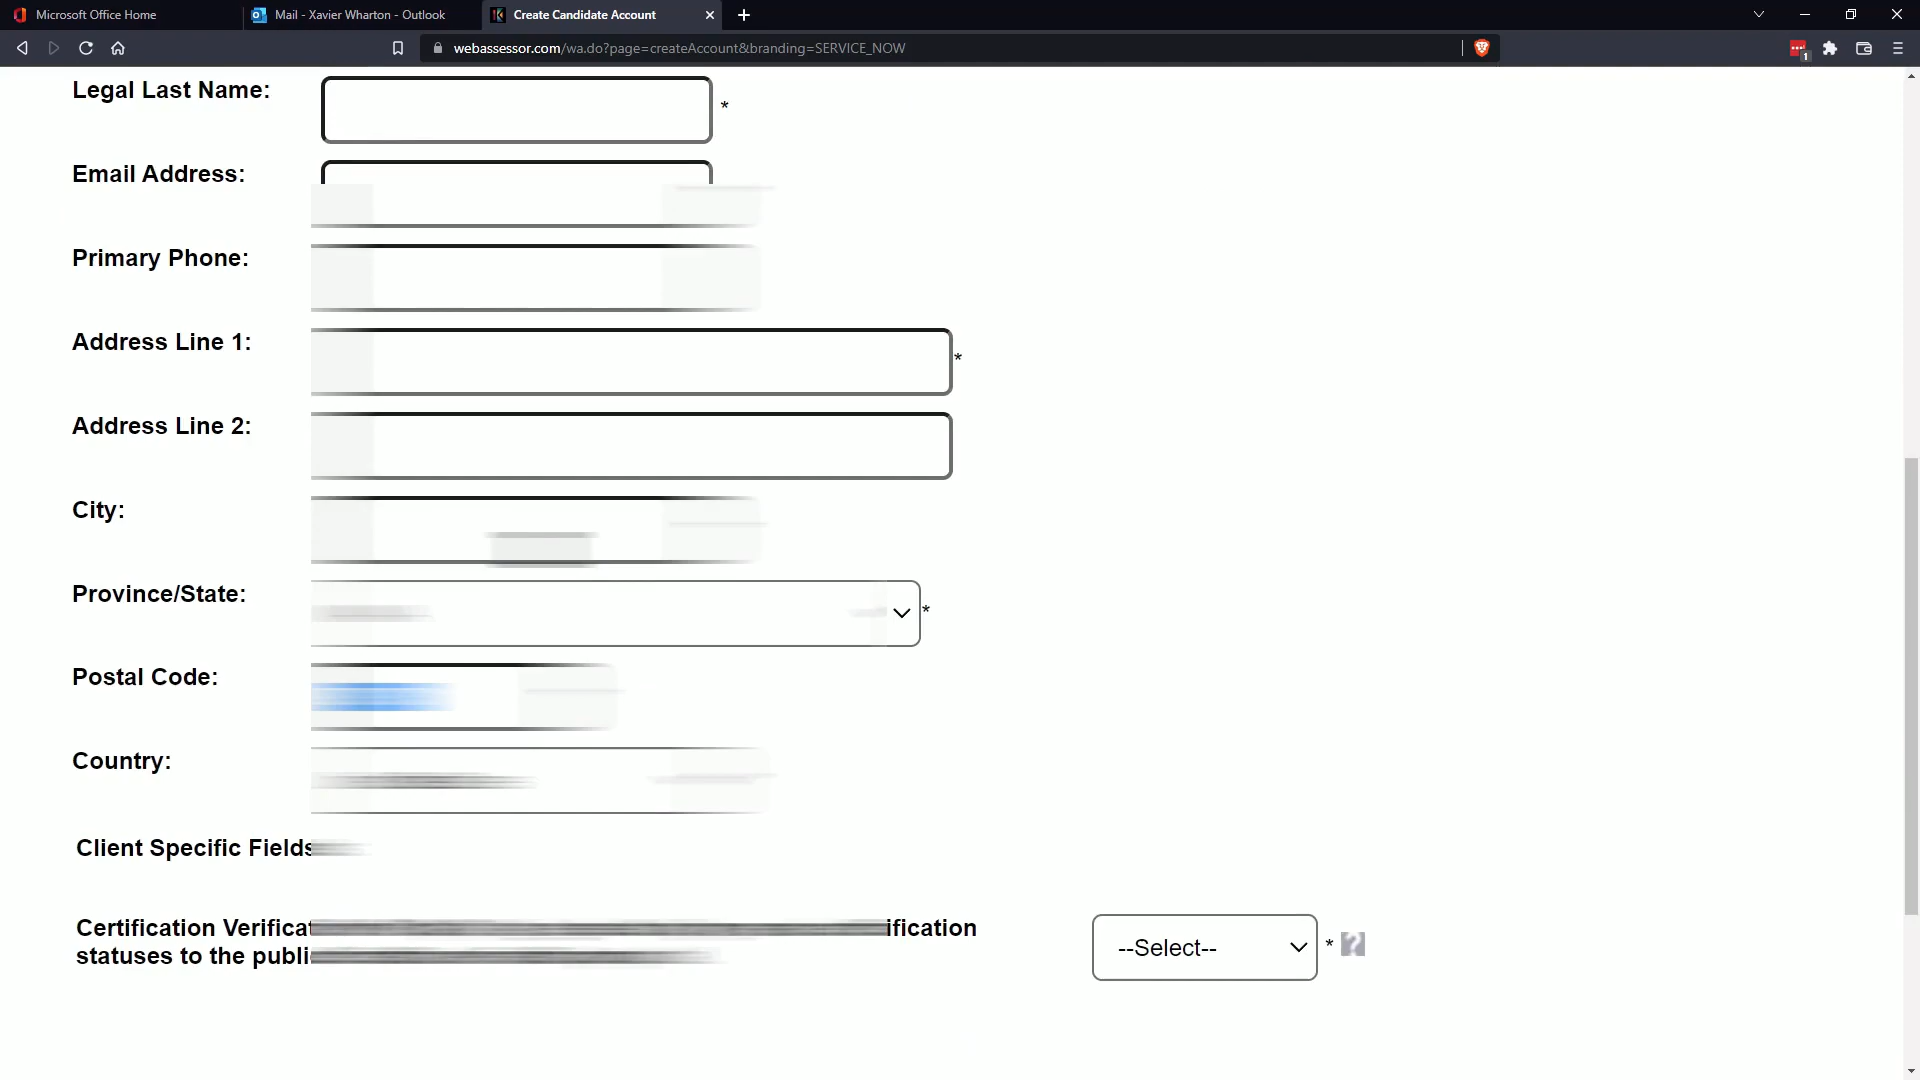 Microsoft Office Home
Mail - Xavier Wharton - Outlook
Create Candidate Account
webassessor.com/wa.do?page=createAccount&branding=SERVICE_NOW
1
Legal Last Name:
*
Email Address:
Primary Phone:
Address Line 1:
*
Address Line 2:
City:
Province/State:
*
Postal Code:
Country:
Client Specific Fields
Certification ification
statuses to the
--Select-- * ?